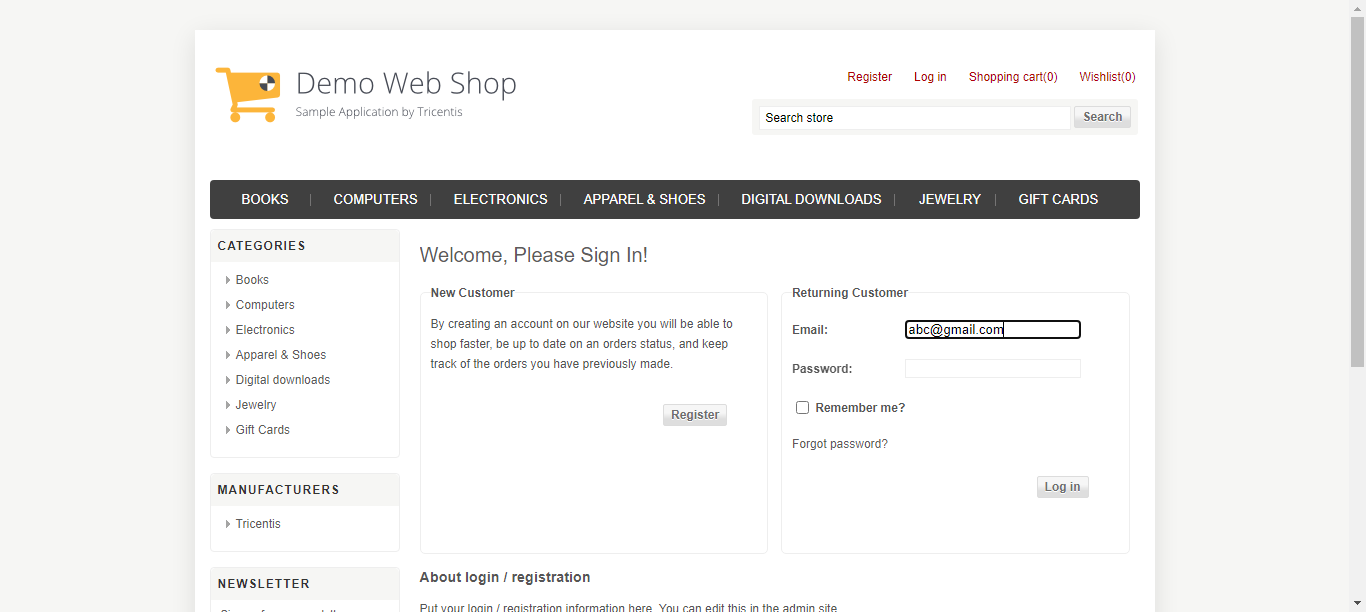 Demo Web Shop
Sample Application by Tricentis
Register Log in Shopping cart(0) Wishlist(0)
Search store Search
BOOKS COMPUTERS ELECTRONICS APPAREL & SHOES DIGITAL DOWNLOADS JEWELRY GIFT CARDS
CATEGORIES
Books
Computers
Electronics
Apparel & Shoes
Digital downloads
Jewelry
Gift Cards
MANUFACTURERS
Tricentis
NEWSLETTER
Welcome, Please Sign In!
New Customer
By creating an account on our website you will be able to
shop faster, be up to date on an orders status, and keep
track of the orders you have previously made.
Register
Returning Customer
Email: abc@gmail.com
Password:
Remember me?
Forgot password?
Log in
About login / registration
Put your login / registration information here. You can edit this in the admin site.